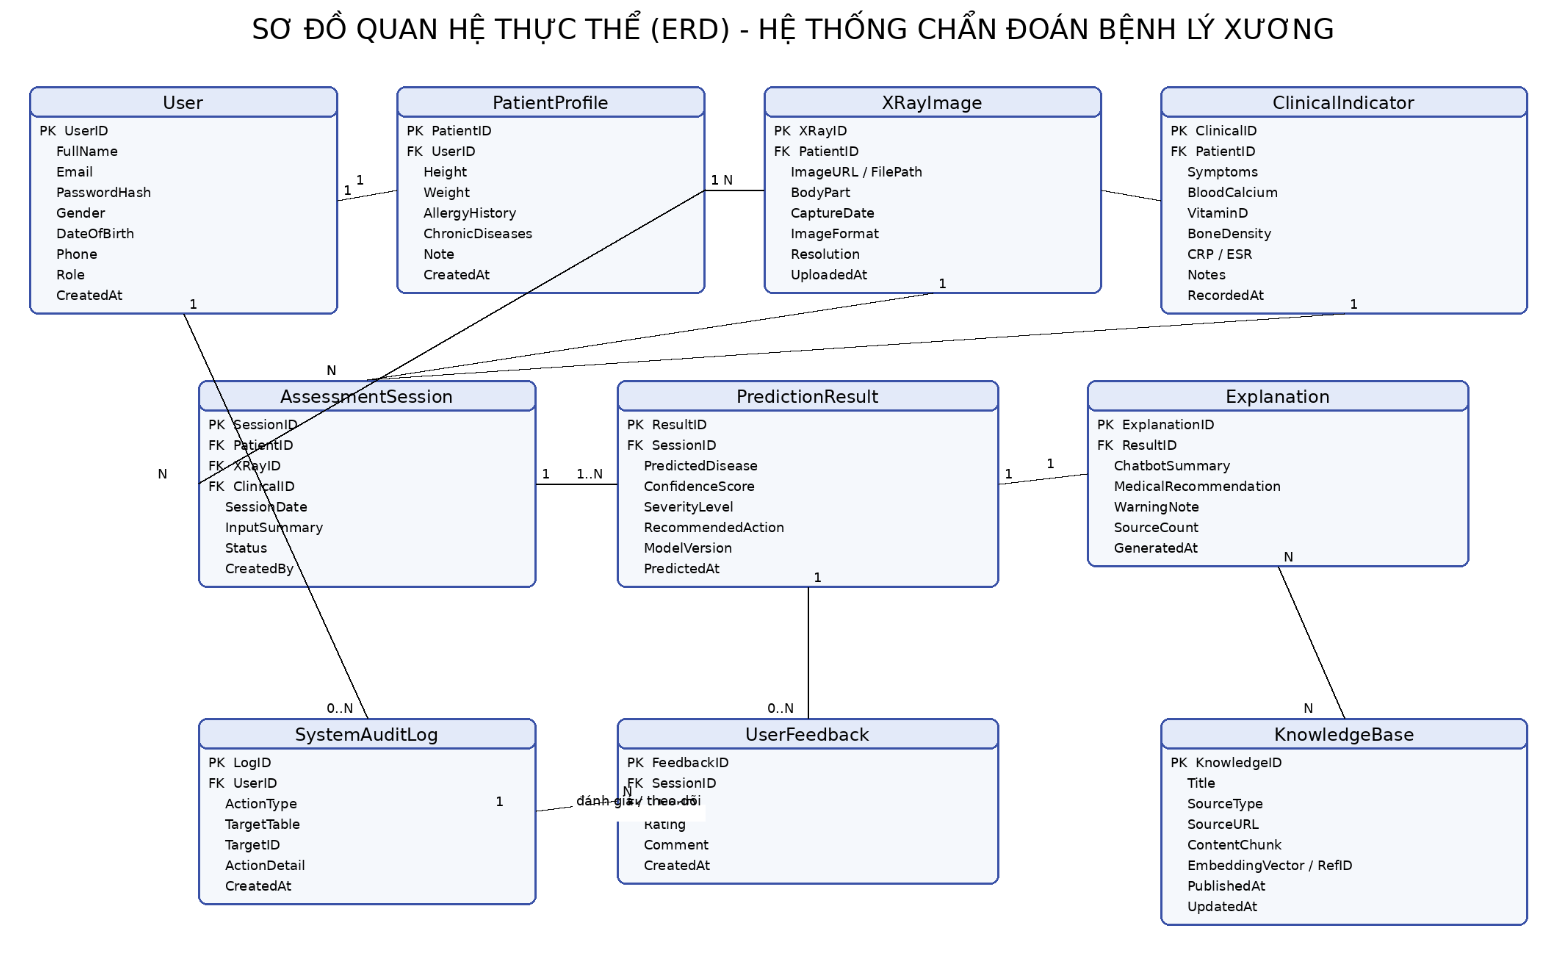 SƠ ĐỒ QUAN HỆ THỰC THỂ (ERD) - HỆ THỐNG CHẨN ĐOÁN BỆNH LÝ XƯƠNG
User
PK UserID
FullName
Email
PasswordHash
Gender
DateOfBirth
Phone
Role
CreatedAt
1
1
1
PatientProfile
PK PatientID
FK UserID
Height
Weight
AllergyHistory
ChronicDiseases
Note
CreatedAt
1 N
XRayImage
PK XRayID
FK PatientID
ImageURL / FilePath
BodyPart
CaptureDate
ImageFormat
Resolution
UploadedAt
1
ClinicalIndicator
PK ClinicalID
FK PatientID
Symptoms
BloodCalcium
VitaminD
BoneDensity
CRP / ESR
Notes
RecordedAt
1
N
N
AssessmentSession
PK SessionID
FK PatientID
FK XRayID
FK ClinicalID
SessionDate
InputSummary
Status
CreatedBy
1
1..N
PredictionResult
PK ResultID
FK SessionID
PredictedDisease
ConfidenceScore
SeverityLevel
RecommendedAction
ModelVersion
PredictedAt
1
1
1
Explanation
PK ExplanationID
FK ResultID
ChatbotSummary
MedicalRecommendation
WarningNote
SourceCount
GeneratedAt
N
0..N
SystemAuditLog
PK LogID
FK UserID
ActionType
TargetTable
TargetID
ActionDetail
CreatedAt
1
đánh giá / theo dõi
N
0..N
UserFeedback
PK FeedbackID
FK SessionID
Rating
Comment
CreatedAt
N
KnowledgeBase
PK KnowledgeID
Title
SourceType
SourceURL
ContentChunk
EmbeddingVector / RefID
PublishedAt
UpdatedAt